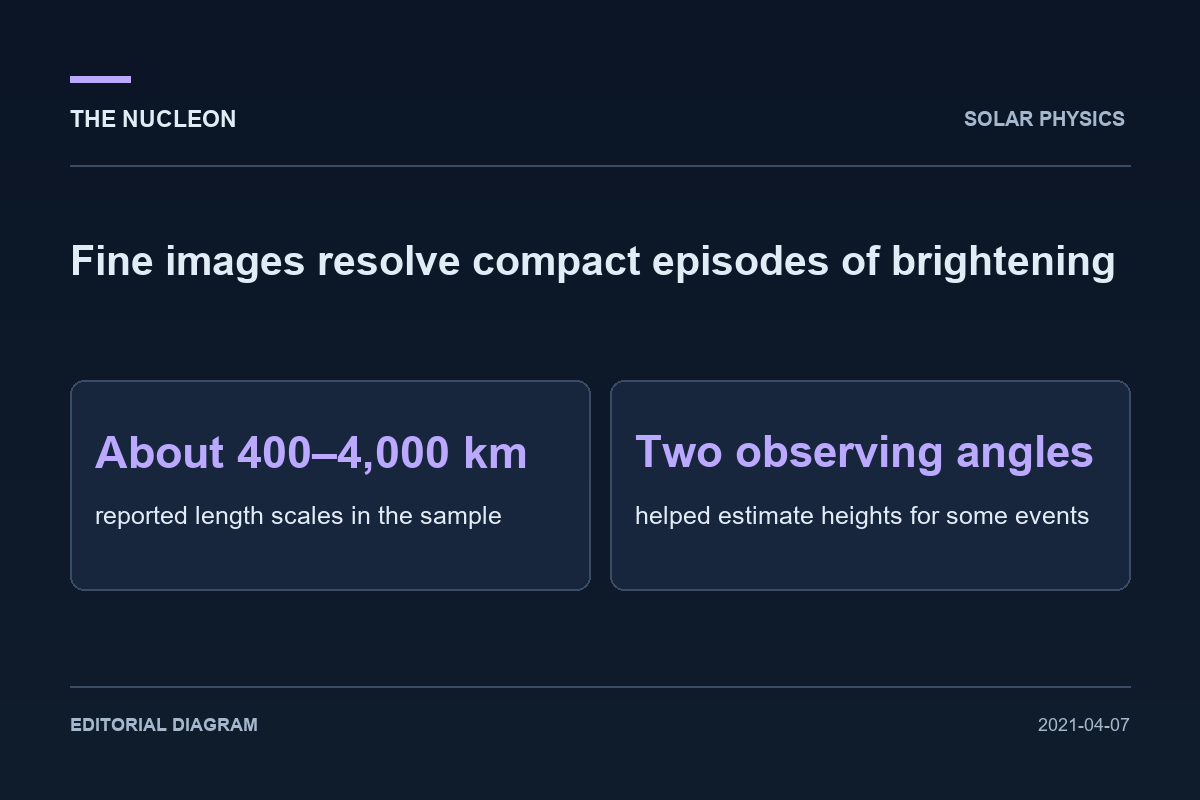 THE NUCLEON
SOLAR PHYSICS
Fine images resolve compact episodes of brightening
About 400–4,000 km
reported length scales in the sample
Two observing angles
helped estimate heights for some events
EDITORIAL DIAGRAM
2021-04-07